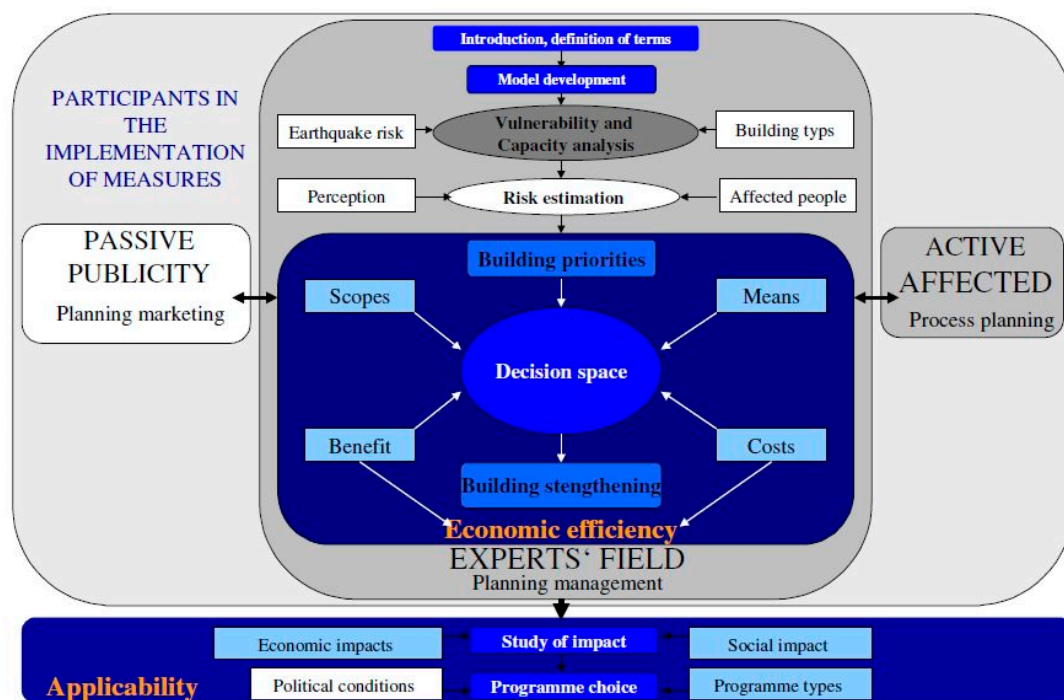 Introduction, definition of terms
Model development
PARTICIPANTS IN
THE
IMPLEMENTATION
OF MEASURES
Earthquake risk
Vulnerability and
Capacity analysis
Building typs
Perception
Risk estimation
Affected people
PASSIVE
PUBLICITY
Planning marketing
Building priorities
Scopes
Means
ACTIVE
AFFECTED
Process planning
Decision space
Benefit
Costs
Building stengthening
Economic efficiency
EXPERTS‘ FIELD
Planning management
Economic impacts
Study of impact
Social impact
Applicability
Political conditions
Programme choice
Programme types